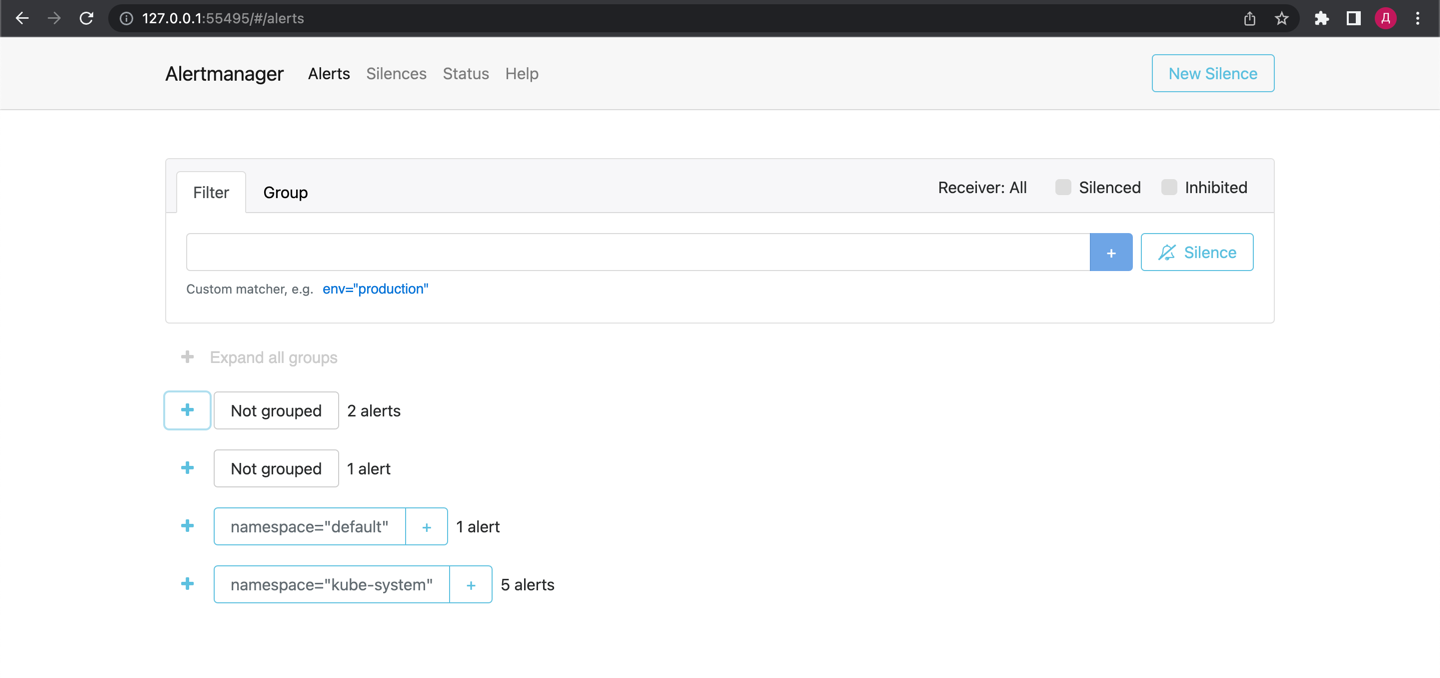 127.0.0.1:55495/#/alerts
Д
Alertmanager Alerts Silences Status Help New Silence
Filter Group Receiver: All Silenced Inhibited
+ Silence
Custom matcher, e.g. env="production"
+ Expand all groups
+ Not grouped 2 alerts
+ Not grouped 1 alert
+ namespace="default" + 1 alert
+ namespace="kube-system" + 5 alerts